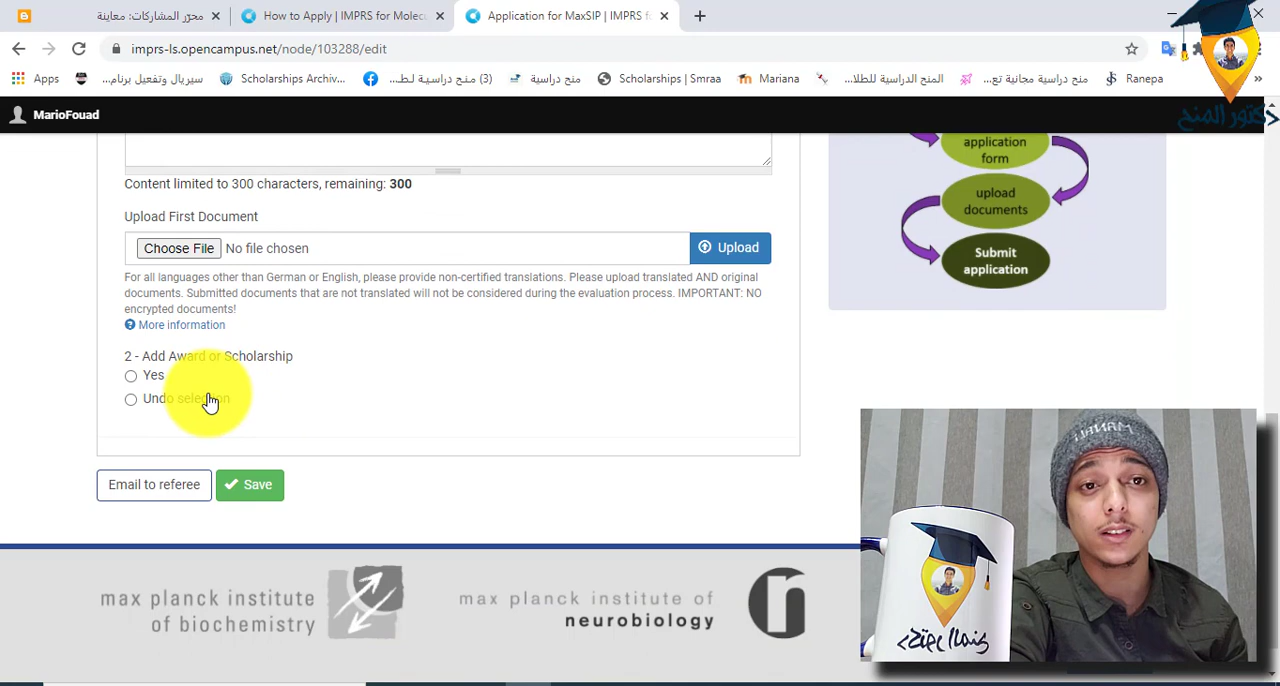 محرّر المشاركات: معاينة
How to Apply | IMPRS for Molecu
Application for MaxSIP | IMPRS fo
imprs-ls.opencampus.net/node/103288/edit
Apps
سيريال وتفعيل برنام...
Scholarships Archiv...
(3) منح دراسية لط...
منح دراسية
Scholarships | Smraa
Mariana
المنح الدراسية للطلا...
منح دراسية مجانية تع...
Ranepa
»
MarioFouad
دكتور المنح
application
form
upload
documents
Submit
application
Content limited to 300 characters, remaining: 300
Upload First Document
Choose File No file chosen
Upload
For all languages other than german/english, please provide non-certified translations. Please upload translated AND original
documents. Submitted documents that are not translated will not be considered during the evaluation process. IMPORTANT: NO
encrypted documents!
More information
2 - Add Award or Scholarship
Yes
Undo selection
Email to referee
Save
max planck institute
of biochemistry
max planck institute of
neurobiology